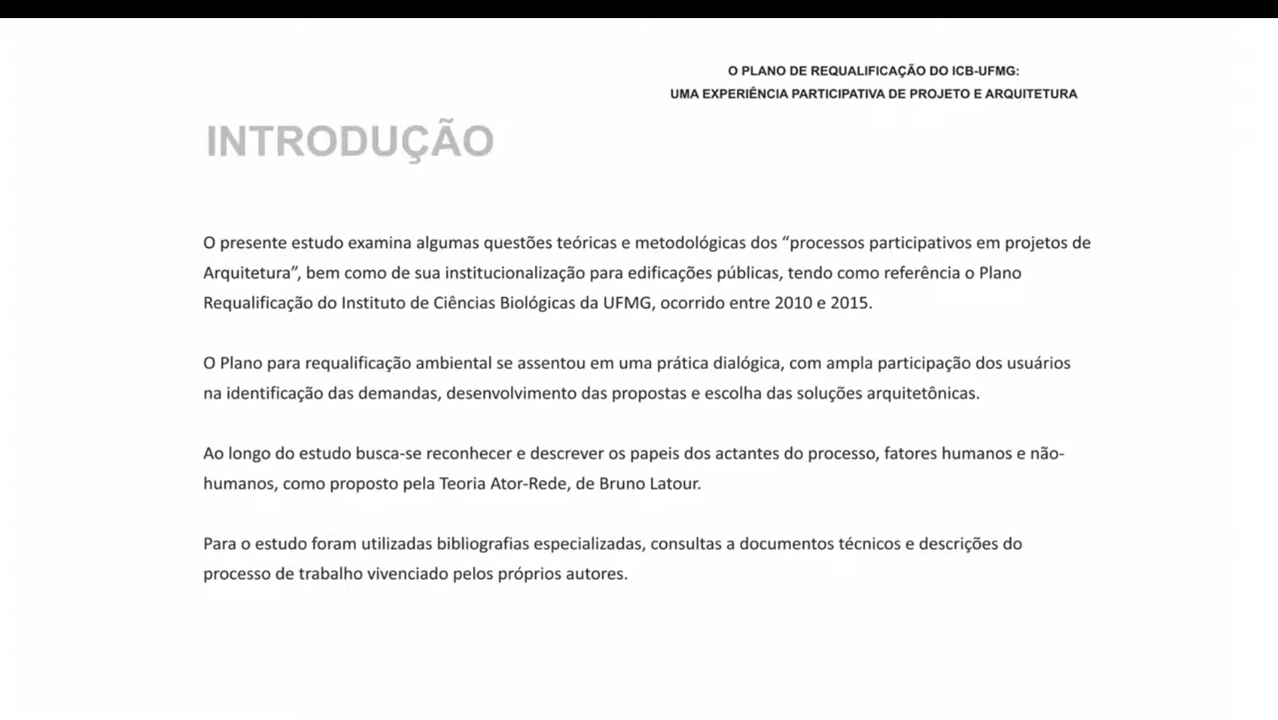 O PLANO DE REQUALIFICAÇÃO DO ICB-UFMG:
UMA EXPERIÊNCIA PARTICIPATIVA DE PROJETO E ARQUITETURA
INTRODUÇÃO
O presente estudo examina algumas questões teóricas e metodológicas dos “processos participativos em projetos de
Arquitetura”, bem como de sua institucionalização para edificações públicas, tendo como referência o Plano
Requalificação do Instituto de Ciências Biológicas da UFMG, ocorrido entre 2010 e 2015.
O Plano para requalificação ambiental se assentou em uma prática dialógica, com ampla participação dos usuários
na identificação das demandas, desenvolvimento das propostas e escolha das soluções arquitetônicas.
Ao longo do estudo busca-se reconhecer e descrever os papeis dos actantes do processo, fatores humanos e não-
humanos, como proposto pela Teoria Ator-Rede, de Bruno Latour.
Para o estudo foram utilizadas bibliografias especializadas, consultas a documentos técnicos e descrições do
processo de trabalho vivenciado pelos próprios autores.